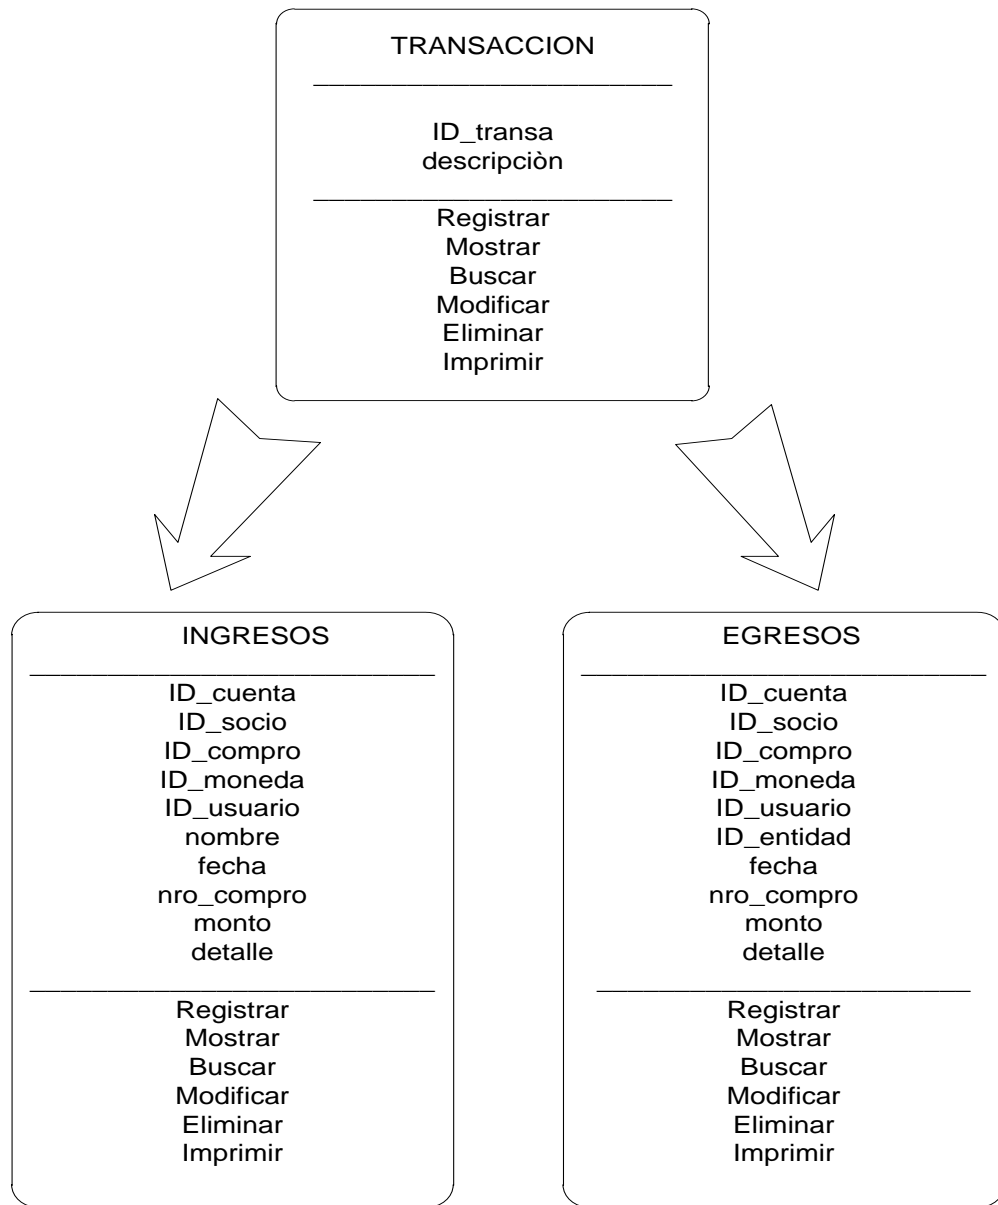 TRANSACCION
ID_transa
descripciòn
Registrar
Mostrar
Buscar
Modificar
Eliminar
Imprimir
INGRESOS
ID_cuenta
ID_socio
ID_compro
ID_moneda
ID_usuario
nombre
fecha
nro_compro
monto
detalle
Registrar
Mostrar
Buscar
Modificar
Eliminar
Imprimir
EGRESOS
ID_cuenta
ID_socio
ID_compro
ID_moneda
ID_usuario
ID_entidad
fecha
nro_compro
monto
detalle
Registrar
Mostrar
Buscar
Modificar
Eliminar
Imprimir